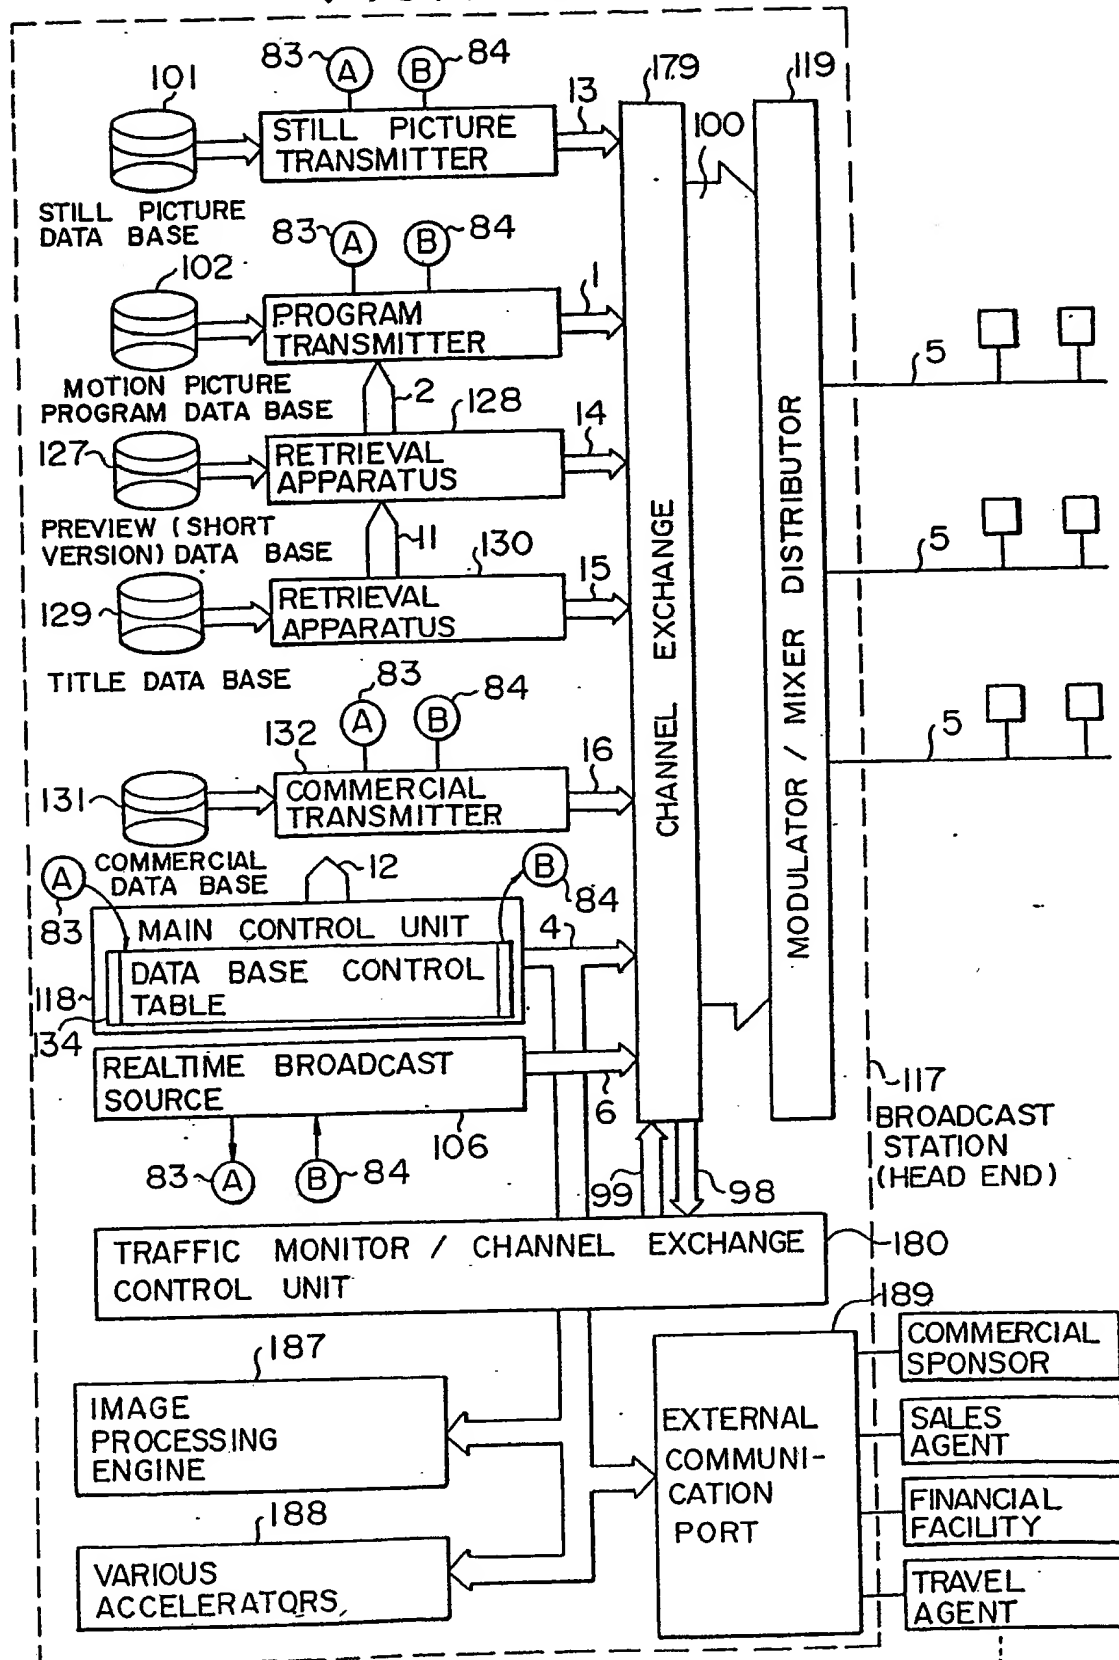 83 A B 84
101
179
119
13
100
STILL PICTURE
TRANSMITTER
STILL PICTURE
DATA BASE
83 A B 84
102
1
PROGRAM
TRANSMITTER
MOTION PICTURE
PROGRAM DATA BASE
2
128
14
127
RETRIEVAL
APPARATUS
PREVIEW (SHORT
VERSION) DATA BASE
11
130
15
129
RETRIEVAL
APPARATUS
TITLE DATA BASE
83 A B 84
132
16
131
COMMERCIAL
TRANSMITTER
COMMERCIAL
DATA BASE
12
A
83
B
84
MAIN CONTROL UNIT
4
DATA BASE CONTROL
TABLE
118
134
REALTIME BROADCAST
SOURCE
6
106
83 A B 84
CHANNEL EXCHANGE
MODULATOR / MIXER DISTRIBUTOR
5
5
5
117
BROADCAST
STATION
(HEAD END)
99
98
TRAFFIC MONITOR / CHANNEL EXCHANGE
CONTROL UNIT
180
187
IMAGE
PROCESSING
ENGINE
188
VARIOUS
ACCELERATORS
189
EXTERNAL
COMMUNI-
CATION
PORT
COMMERCIAL
SPONSOR
SALES
AGENT
FINANCIAL
FACILITY
TRAVEL
AGENT